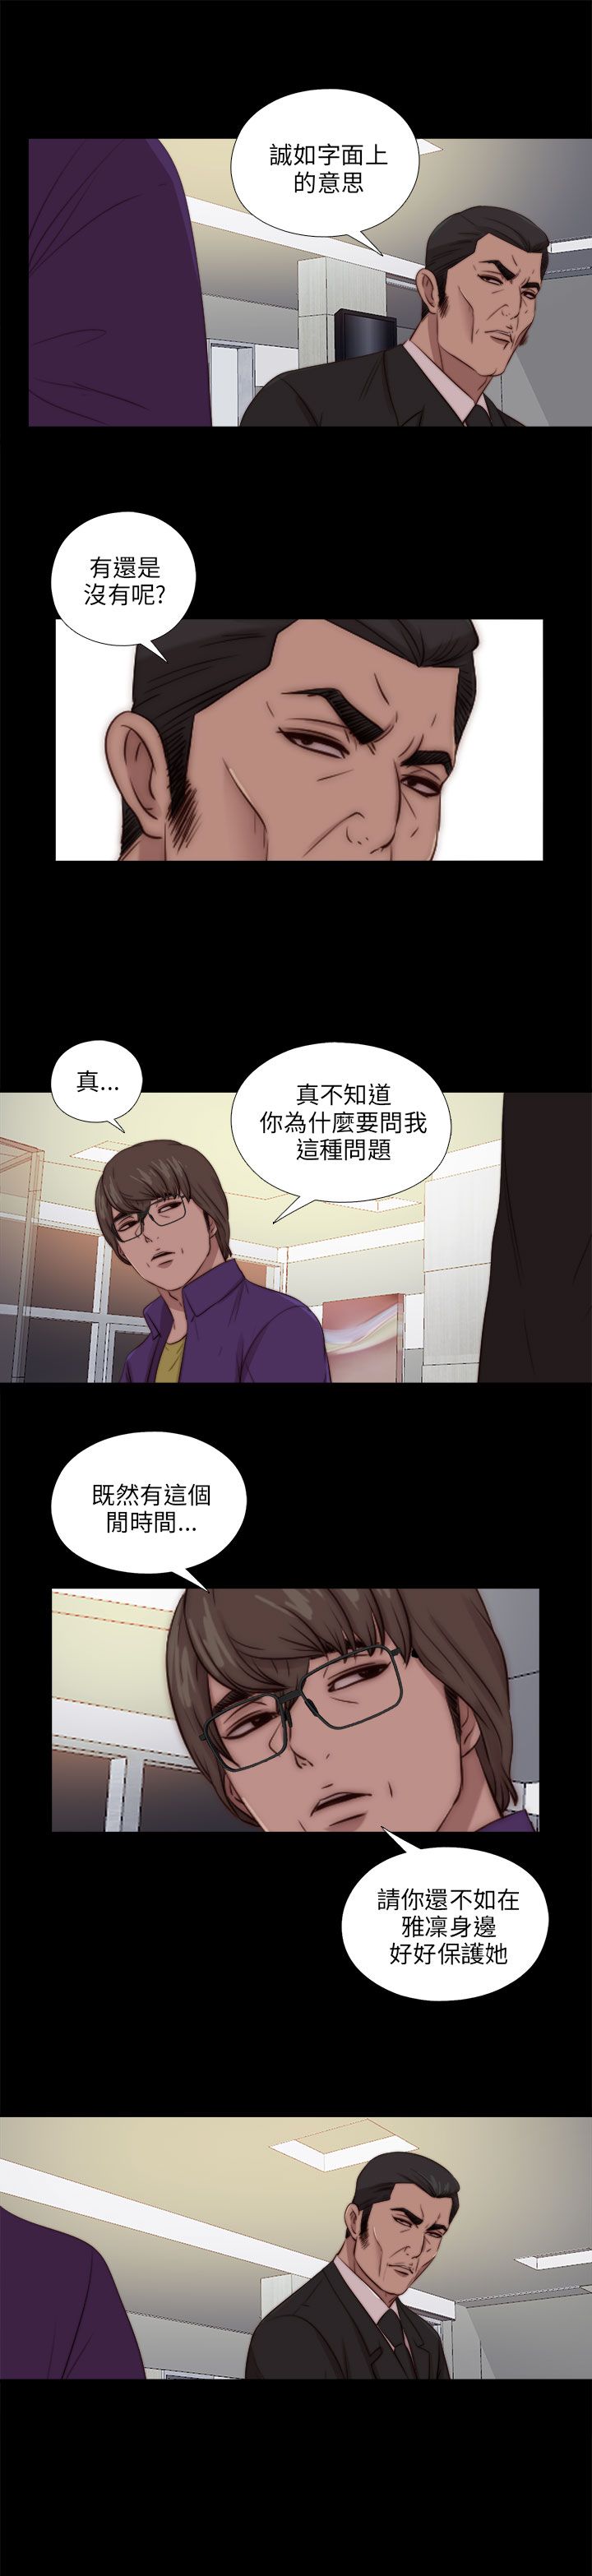 誠如字面上
的意思
有還是
沒有呢?
真...
真不知道
你為什麼要問我
這種問題
既然有這個
閒時間...
請你還不如在
雅凜身邊
好好保護她